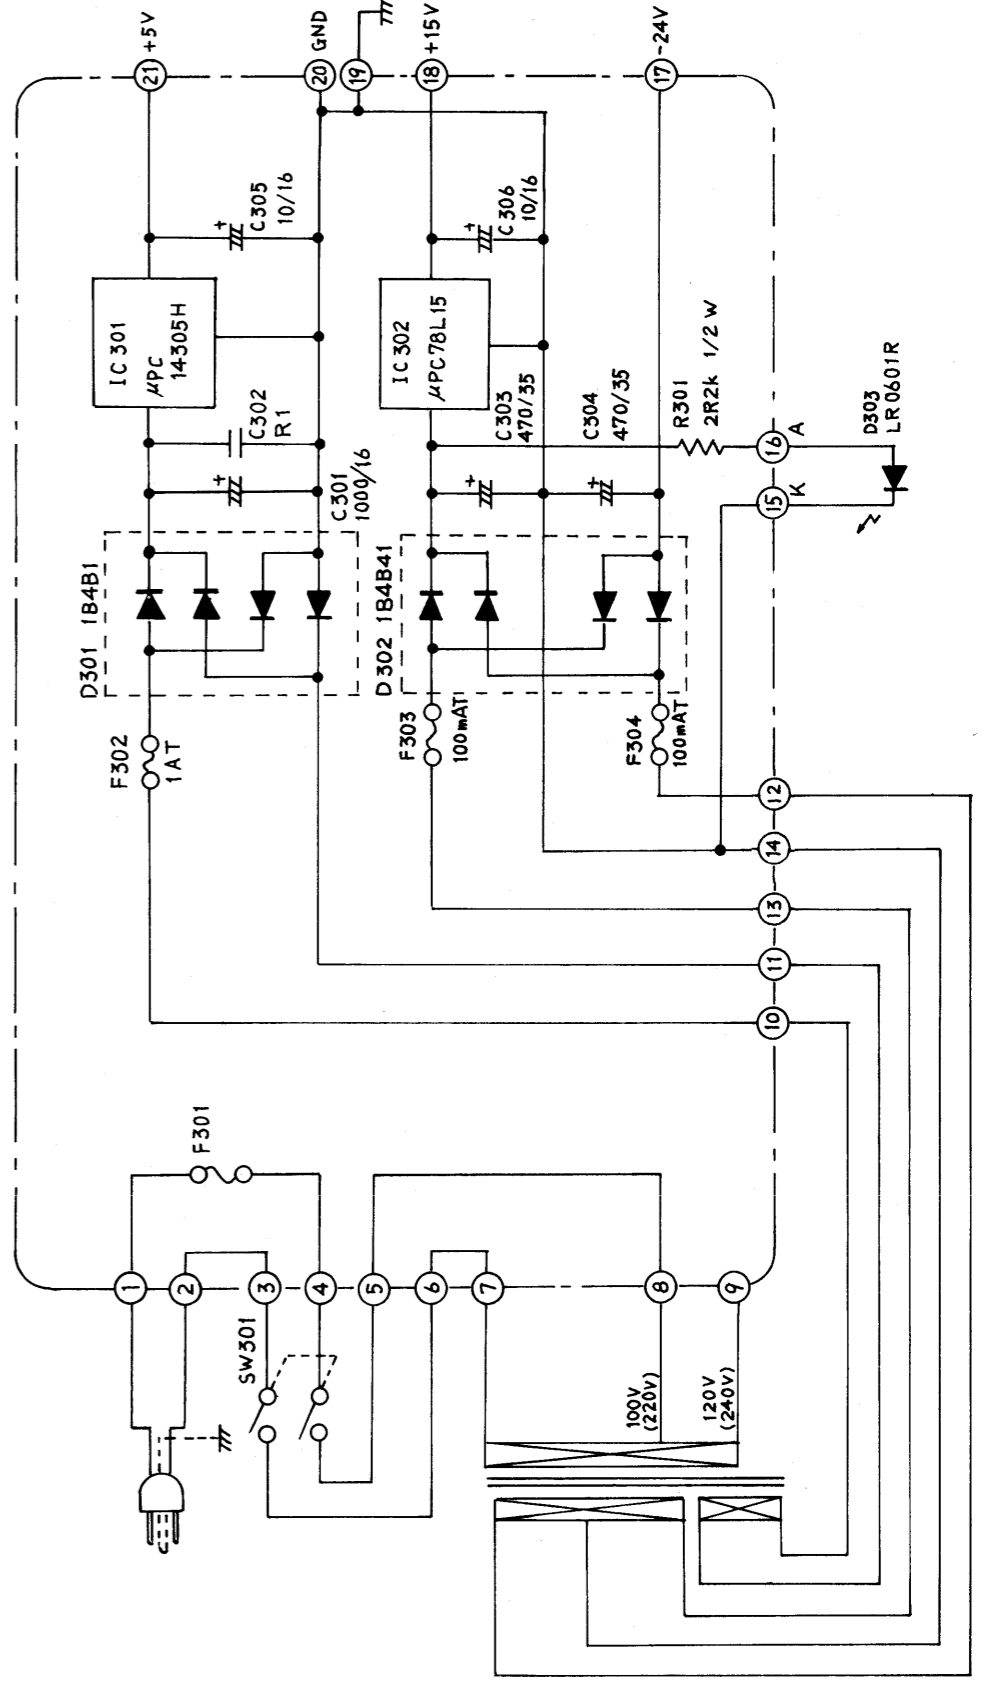 21
+5V
20
GND
19
18
+15V
17
-24V
C305
10/16
C306
10/16
IC301
μPC
14305H
IC302
μPC78L15
C302
R1
C301
1000/16
C303
470/35
C304
470/35
R301
2R2k 1/2W
16
A
15
K
D303
LR0601R
D301 1B4B1
D302 1B4B41
F302
1AT
F303
100mAT
F304
100mAT
12
14
13
11
10
F301
1
2
3
4
5
6
7
8
9
SW301
100V
(220V)
120V
(240V)